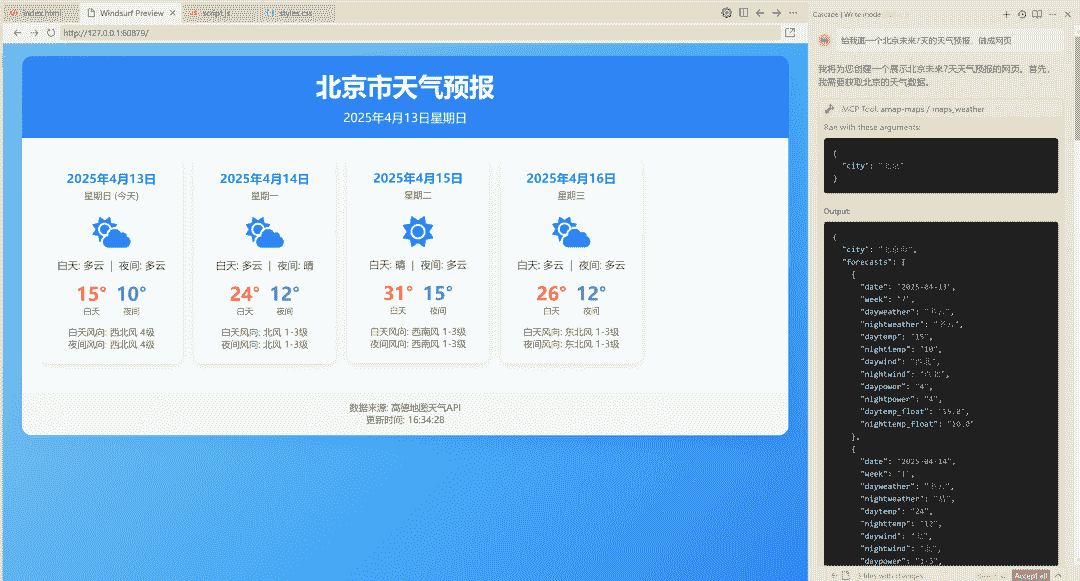 index.html
Windsurf Preview
script.js
styles.css
http://127.0.0.1:60879/
北京市天气预报
2025年4月13日星期日
2025年4月13日
星期日 (今天)
白天: 多云 | 夜间: 多云
15° 10°
白天 夜间
白天风向: 西北风 4级
夜间风向: 西北风 4级
2025年4月14日
星期一
白天: 多云 | 夜间: 晴
24° 12°
白天 夜间
白天风向: 北风 1-3级
夜间风向: 北风 1-3级
2025年4月15日
星期二
白天: 晴 | 夜间: 多云
31° 15°
白天 夜间
白天风向: 西南风 1-3级
夜间风向: 西南风 1-3级
2025年4月16日
星期三
白天: 多云 | 夜间: 多云
26° 12°
白天 夜间
白天风向: 东北风 1-3级
夜间风向: 东北风 1-3级
数据来源: 高德地图天气API
更新时间: 16:34:28
Cascade | Write mode
给我画一个北京未来7天的天气预报，做成网页
我将为您创建一个展示北京未来7天天气预报的网页。首先，
我需要获取北京的天气数据。
MCP Tool: amap-maps / maps_weather
Ran with these arguments:
{
"city":
}
Output:
{
"city":
"forecasts": [
{
"date": "2025-04-13",
"week": "7",
"dayweather":
"nightweather":
"daytemp": "15",
"nighttemp": "10",
"daywind":
"nightwind":
"daypower": "4",
"nightpower": "4",
"daytemp_float": "15.0",
"nighttemp_float": "10.0"
},
{
"date": "2025-04-14",
"week": "1",
"dayweather":
"nightweather":
"daytemp": "24",
"nighttemp": "12",
"daywind":
"nightwind":
"daypower": "1-3",
files with changes
Accept all